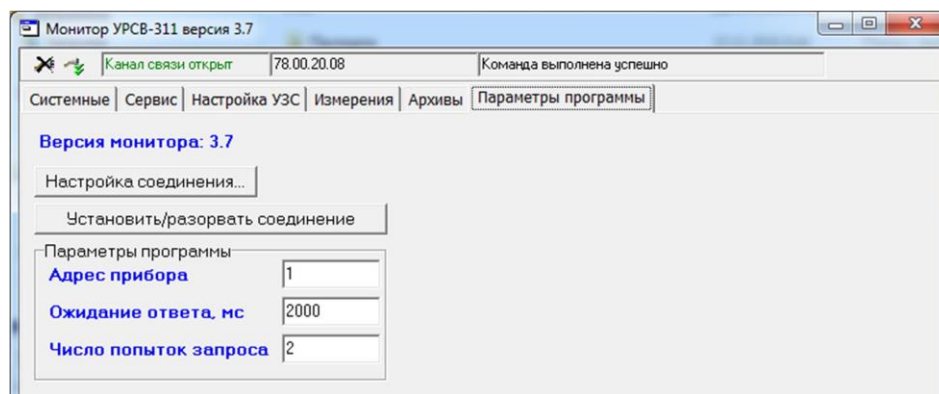 Монитор УРСВ-311 версия 3.7
Канал связи открыт 78.00.20.08 Команда выполнена успешно
Системные Сервис Настройка УЗС Измерения Архивы Параметры программы
Версия монитора: 3.7
Настройка соединения...
Установить/разорвать соединение
Параметры программы
Адрес прибора 1
Ожидание ответа, мс 2000
Число попыток запроса 2